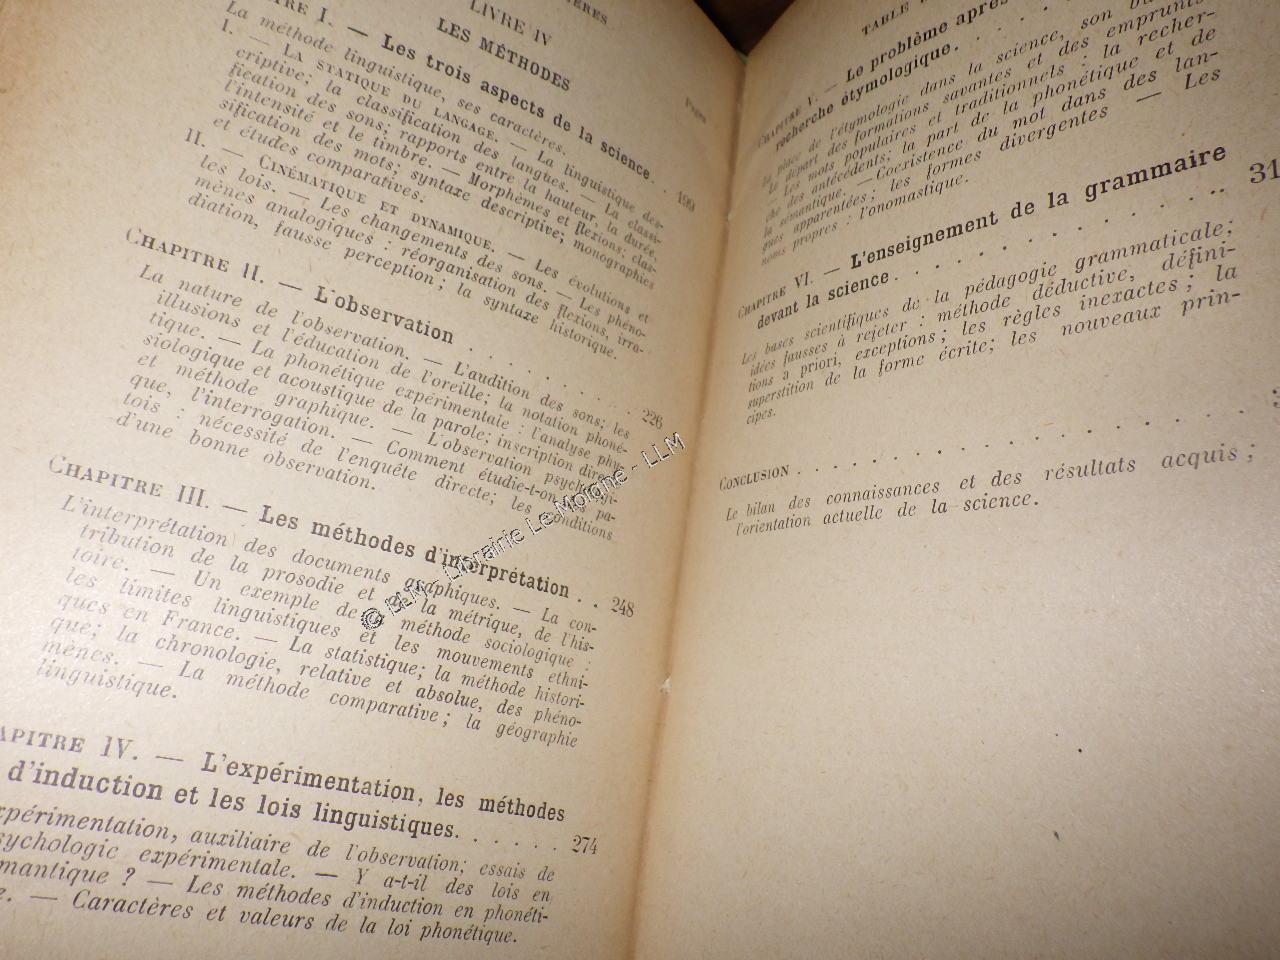 LIVRE IV
LES MÉTHODES
Pages
I. — Les trois aspects de la science. . 199
La méthode linguistique, ses caractères.
I. — LA STATIQUE DU LANGAGE. — La linguistique des-
criptive; la classification des langues. — La classi-
fication des sons; rapports entre la hauteur, la durée,
l'intensité et le timbre. — Morphèmes et flexions; clas-
sification des mots; syntaxe descriptive; monographies
et études comparatives.
II. — CINÉMATIQUE ET DYNAMIQUE. — Les évolutions et
les lois. — Les changements des sons. — Les phéno-
mènes analogiques : réorganisation des flexions, irra-
diation, fausse perception; la syntaxe historique.
CHAPITRE II. — L'observation . . . . . . . . . 226
La nature de l'observation. — L'audition des sons; les
illusions et l'éducation de l'oreille; la notation phoné-
tique. — La phonétique expérimentale : l'analyse phy-
siologique et acoustique de la parole; inscription directe
et méthode graphique. — L'observation psychologi-
que, l'interrogation. — Comment étudie-t-on les pa-
tois : nécessité de l'enquête directe; les conditions
d'une bonne observation.
CHAPITRE III. — Les méthodes d'interprétation . . 248
L'interprétation des documents graphiques. — La con-
tribution de la prosodie et de la métrique, de l'his-
toire. — Un exemple de la méthode sociologique :
les limites linguistiques et les mouvements ethni-
ques en France. — La statistique; la méthode histori-
que; la chronologie, relative et absolue, des phéno-
mènes. — La méthode comparative; la géographie
linguistique.
APITRE IV. — L'expérimentation, les méthodes
d'induction et les lois linguistiques. . . . . . 274
xpérimentation, auxiliaire de l'observation; essais de
sychologie expérimentale. — Y a-t-il des lois en
mantique ? — Les méthodes d'induction en phonéti-
e. — Caractères et valeurs de la loi phonétique.
TABLE
CHAPITRE V. — Le problème après
recherche étymologique. . . .
La place de l'étymologie dans la science, son
Le départ des formations savantes et des emprunts
— Les mots populaires et traditionnels : la recher-
che des antécédents; la part de la phonétique et de
la sémantique. — Coexistence du mot dans des lan-
gues apparentées; les formes divergentes — Les
noms propres : l'onomastique.
CHAPITRE VI. — L'enseignement de la grammaire
devant la science . . . . . . . . . . 31
Les bases scientifiques de la pédagogie grammaticale;
idées fausses à rejeter : méthode déductive, défini-
tions à priori, exceptions; les règles inexactes; la
superstition de la forme écrite; les nouveaux prin-
cipes.
CONCLUSION . . . . . . . . . . . . 3
Le bilan des connaissances et des résultats acquis;
l'orientation actuelle de la science.
© LLM - Librairie Le Moigne - LLM